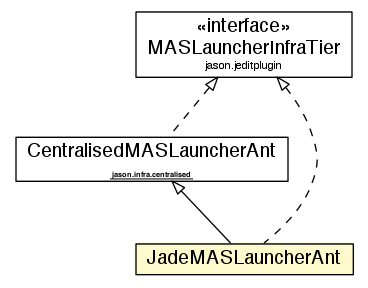 «interface»
MASLauncherInfraTier
jason.jeditplugin
CentralisedMASLauncherAnt
jason.infra.centralised
JadeMASLauncherAnt